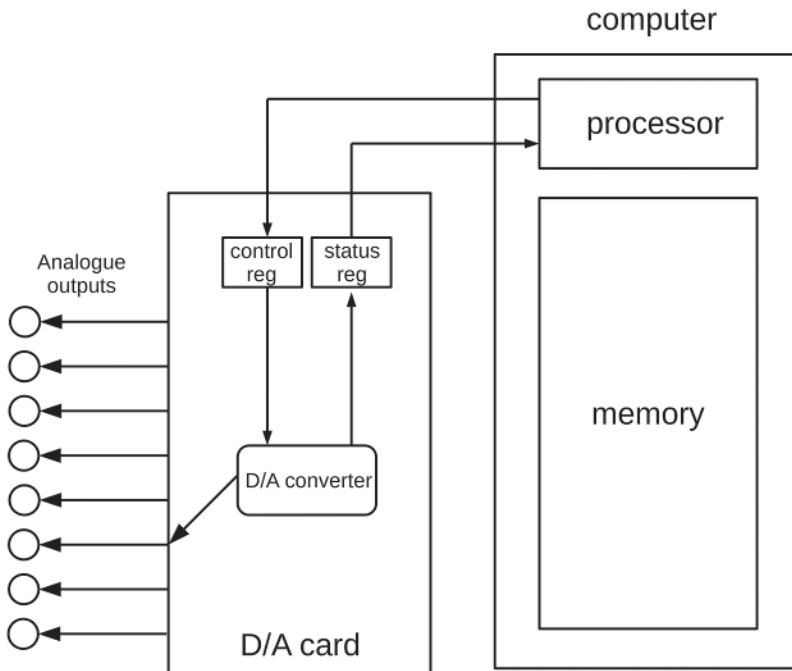 computer
processor
control
reg
status
reg
Analogue
outputs
memory
D/A converter
D/A card